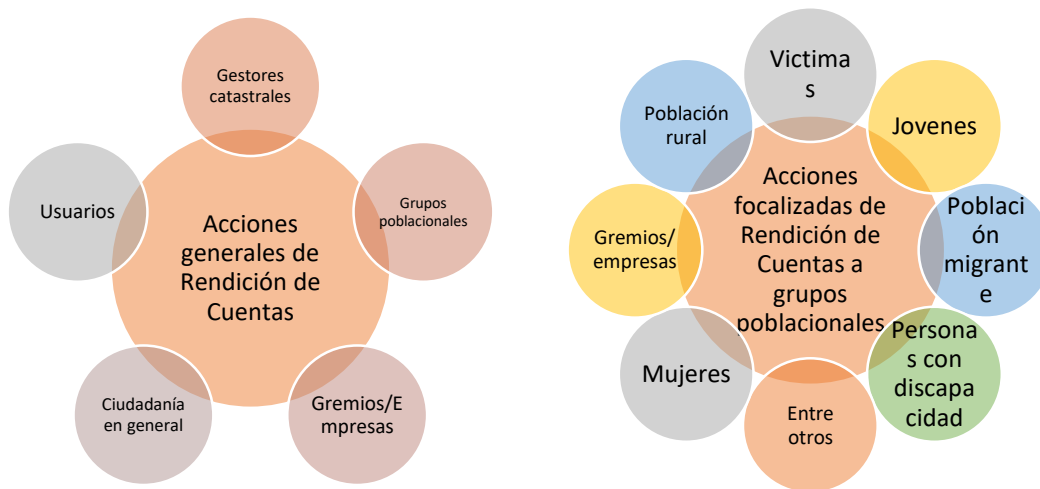 Gestores
catastrales
Grupos
poblacionales
Gremios/E
mpresas
Ciudadanía
en general
Usuarios
Acciones
generales de
Rendición de
Cuentas
Victima
s
Jovenes
Poblac
ión
migrant
e
Persona
s con
discapa
cidad
Entre
otros
Mujeres
Gremios/
empresas
Población
rural
Acciones
focalizadas de
Rendición de
Cuentas a
grupos
poblacionales